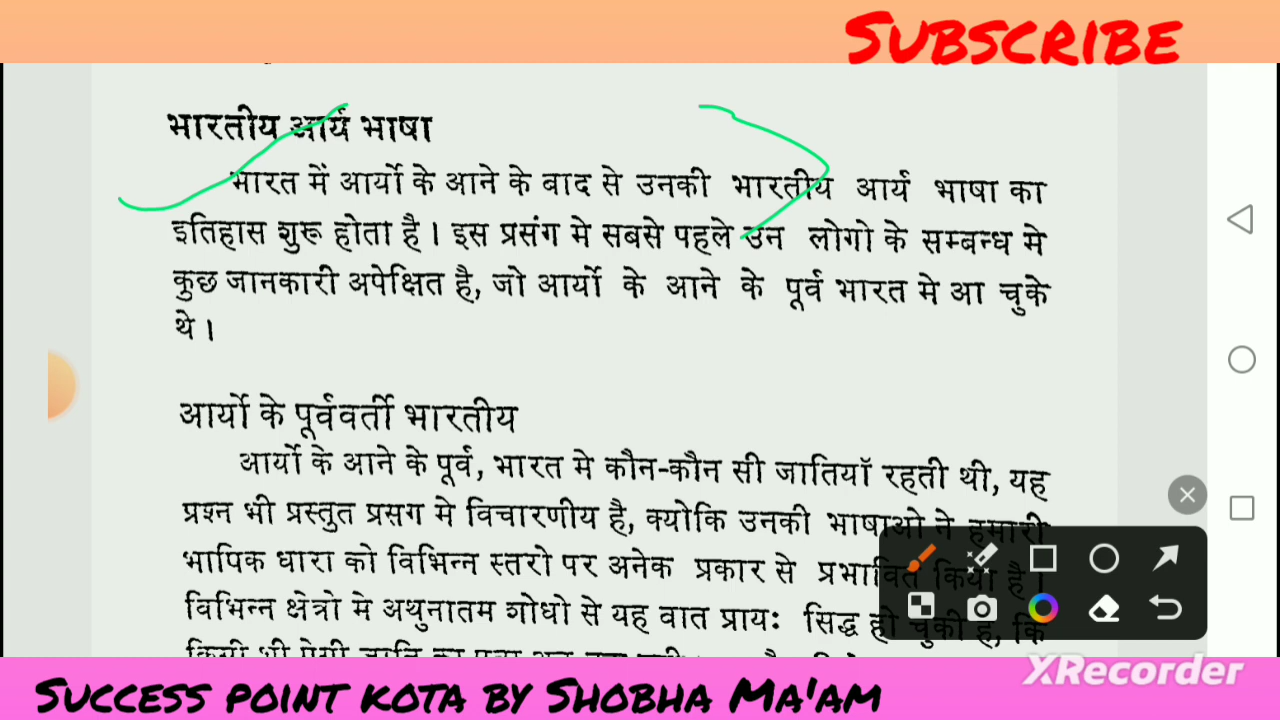 SUBSCRIBE
भारतीय आर्य भाषा
भारत में आर्यो के आने के वाद से उनकी भारतीय आर्य भाषा का
इतिहास शुरू होता है। इस प्रसंग मे सबसे पहले उन लोगो के सम्बन्ध मे
कुछ जानकारी अपेक्षित है, जो आर्यो के आने के पूर्व भारत मे आ चुके
थे।
आर्यो के पूर्ववर्ती भारतीय
आर्यो के आने के पूर्व, भारत मे कौन-कौन सी जातियॉ रहती थी, यह
प्रश्न भी प्रस्तुत प्रसग मे विचारणीय है, क्योकि उनकी भाषाओ ने हमारी
भापिक धारा को विभिन्न स्तरो पर अनेक प्रकार से प्रभावित किया है।
विभिन्न क्षेत्रो मे अथुनातम शोधो से यह वात प्रायः सिद्ध हो चुकी है, कि
XRecorder
SUCCESS POINT KOTA BY SHOBHA MA'AM